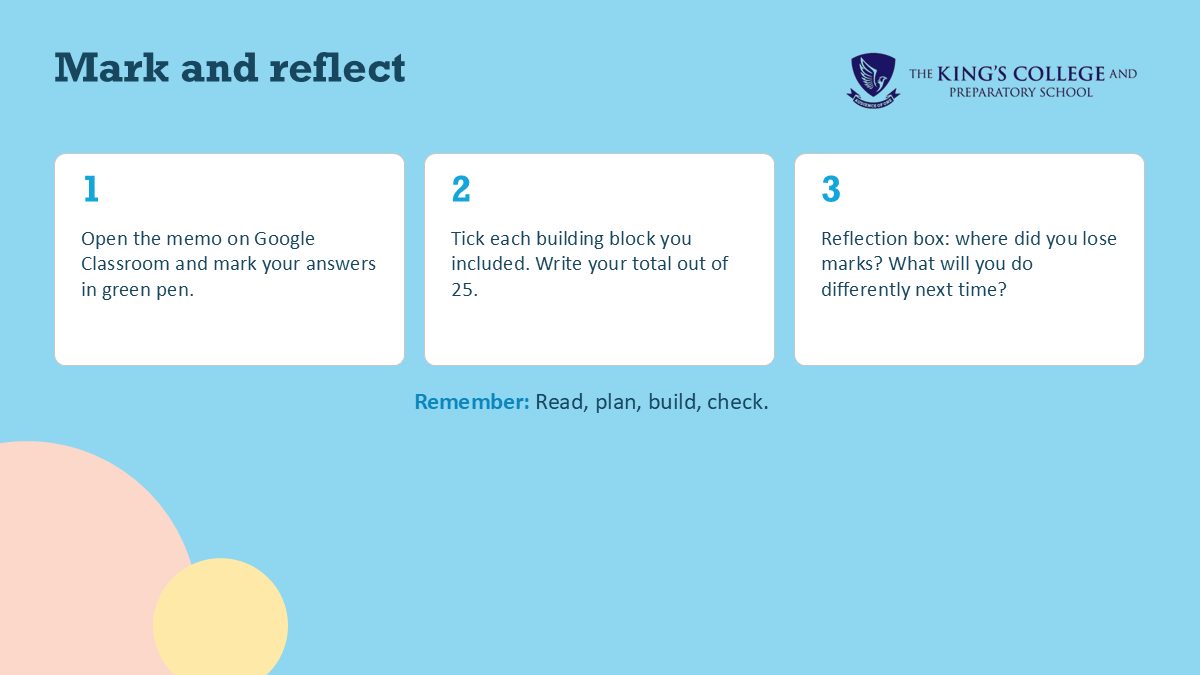 Mark and reflect
THE KING'S COLLEGE AND
PREPARATORY SCHOOL
1
Open the memo on Google
Classroom and mark your answers
in green pen.
2
Tick each building block you
included. Write your total out of
25.
3
Reflection box: where did you lose
marks? What will you do
differently next time?
Remember: Read, plan, build, check.